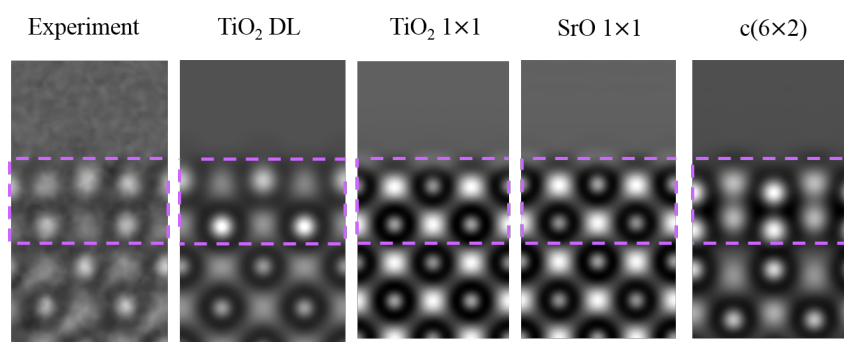 Experiment TiO₂ DL TiO₂ 1×1 SrO 1×1 c(6×2)